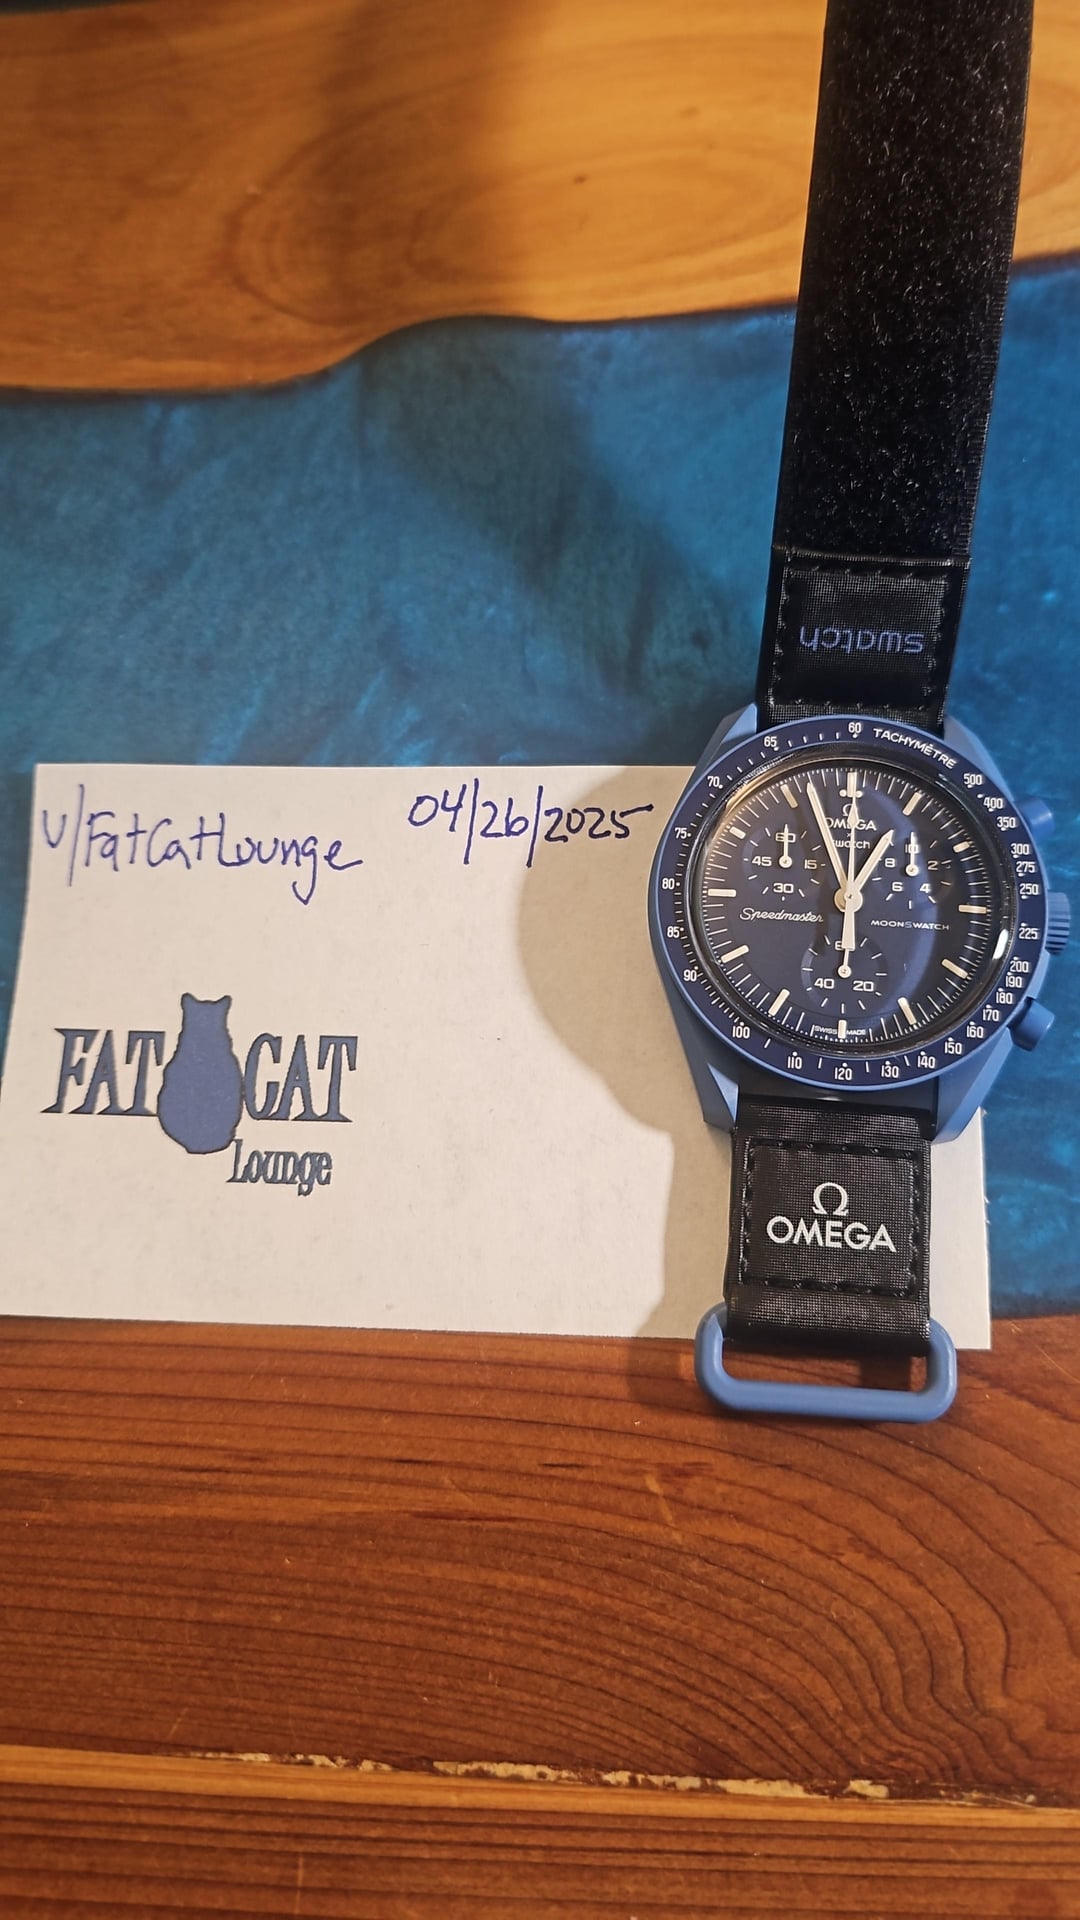 u/FatCatLounge 04/26/2025
FAT CAT
Lounge
swatch
60
65
TACHYMÈTRE
70
500
400
350
75
300
275
80
250
85
225
90
200
190
180
170
100
160
150
110
140
120
130
Ω
OMEGA
×
swatch
60
45 15
30
10
8 2
6 4
Speedmaster
MOONSWATCH
40 20
SWISS MADE
Ω
OMEGA